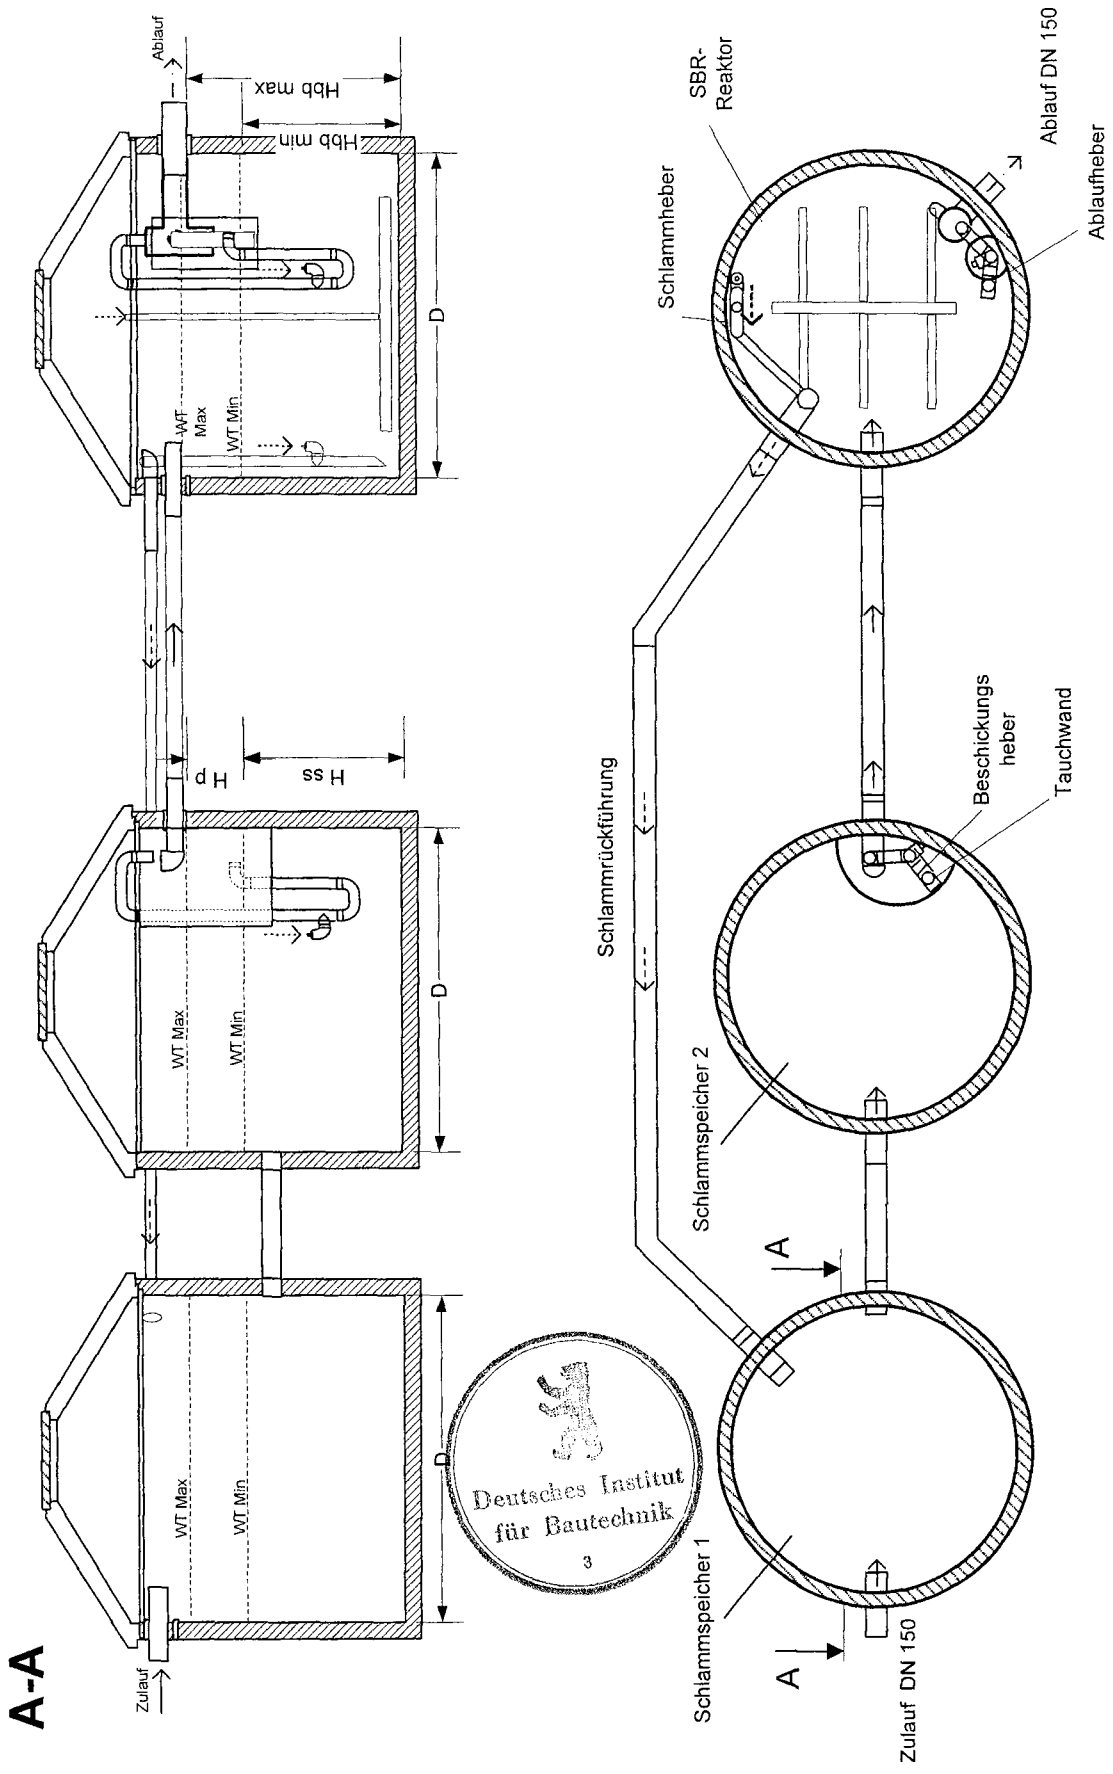 A-A
Zulauf
WT Max
WT Min
D
WT Max
WT Min
D
H p
H ss
WT
Max
WT Min
D
Hbb min
Hbb max
Ablauf
Deutsches Institut
für Bautechnik
3
Schlammrückführung
Schlammheber
SBR-
Reaktor
Schlammspeicher 1
Schlammspeicher 2
A
A
Beschickungs
heber
Tauchwand
Zulauf DN 150
Ablauf DN 150
Ablaufheber